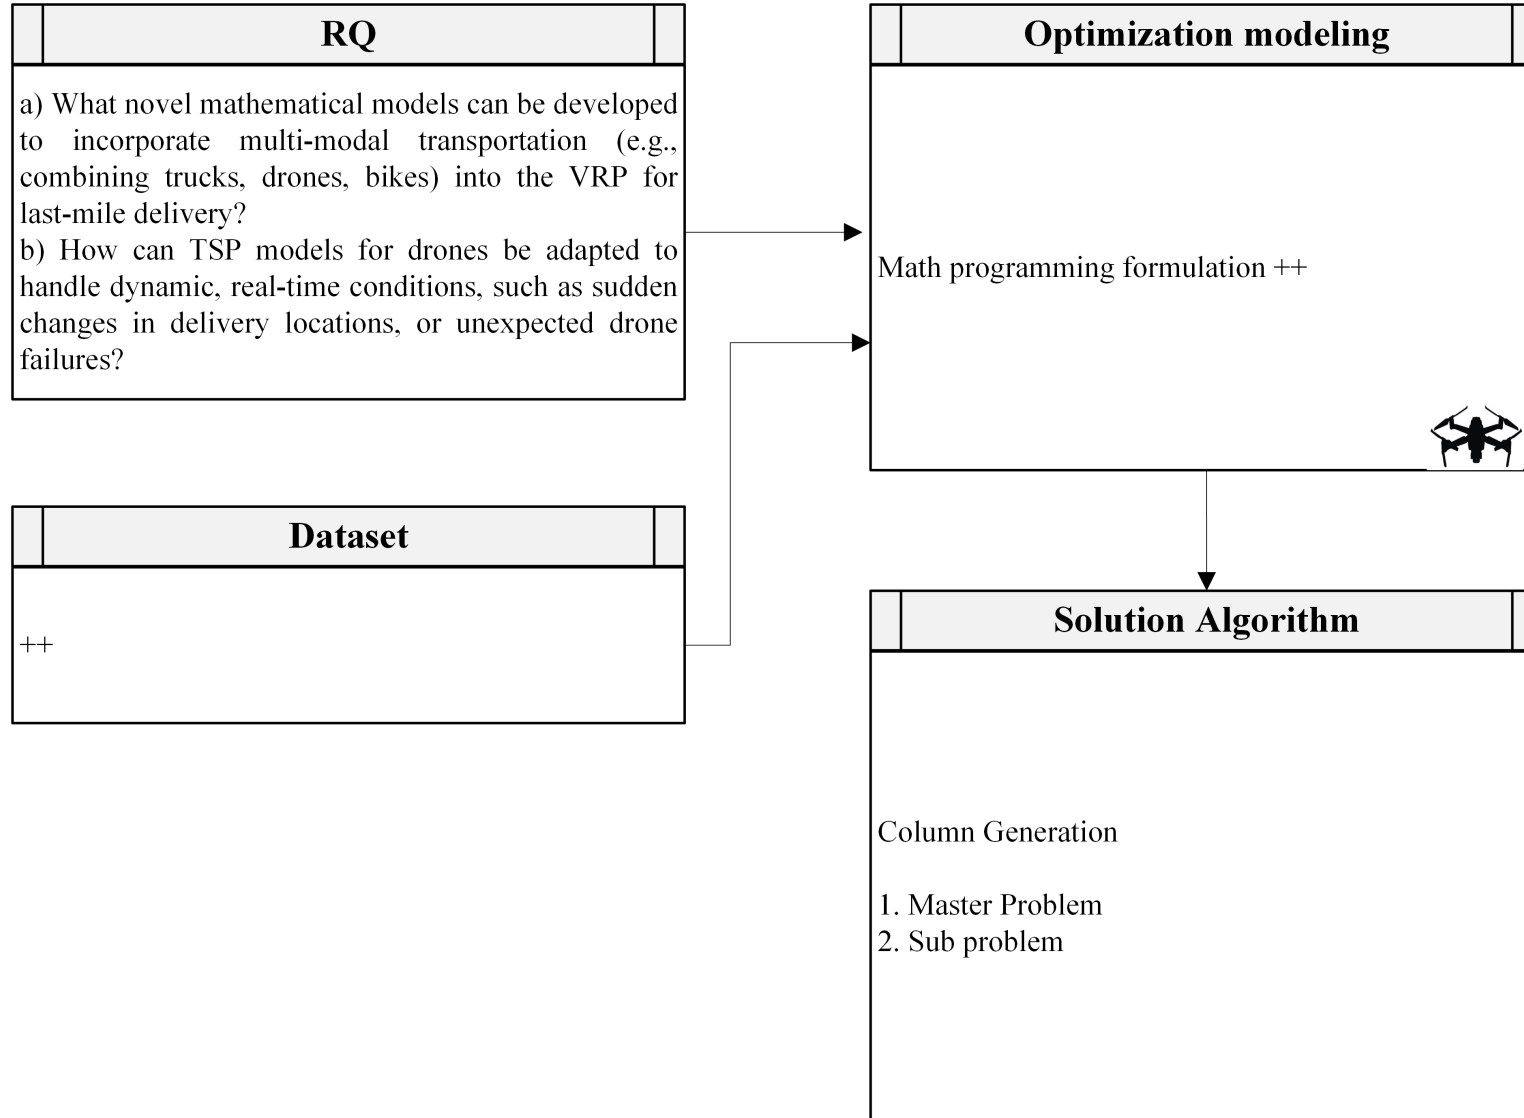 RQ
a) What novel mathematical models can be developed
to incorporate multi-modal transportation (e.g.,
combining trucks, drones, bikes) into the VRP for
last-mile delivery?
b) How can TSP models for drones be adapted to
handle dynamic, real-time conditions, such as sudden
changes in delivery locations, or unexpected drone
failures?
Optimization modeling
Math programming formulation ++
Dataset
++
Solution Algorithm
Column Generation
1. Master Problem
2. Sub problem